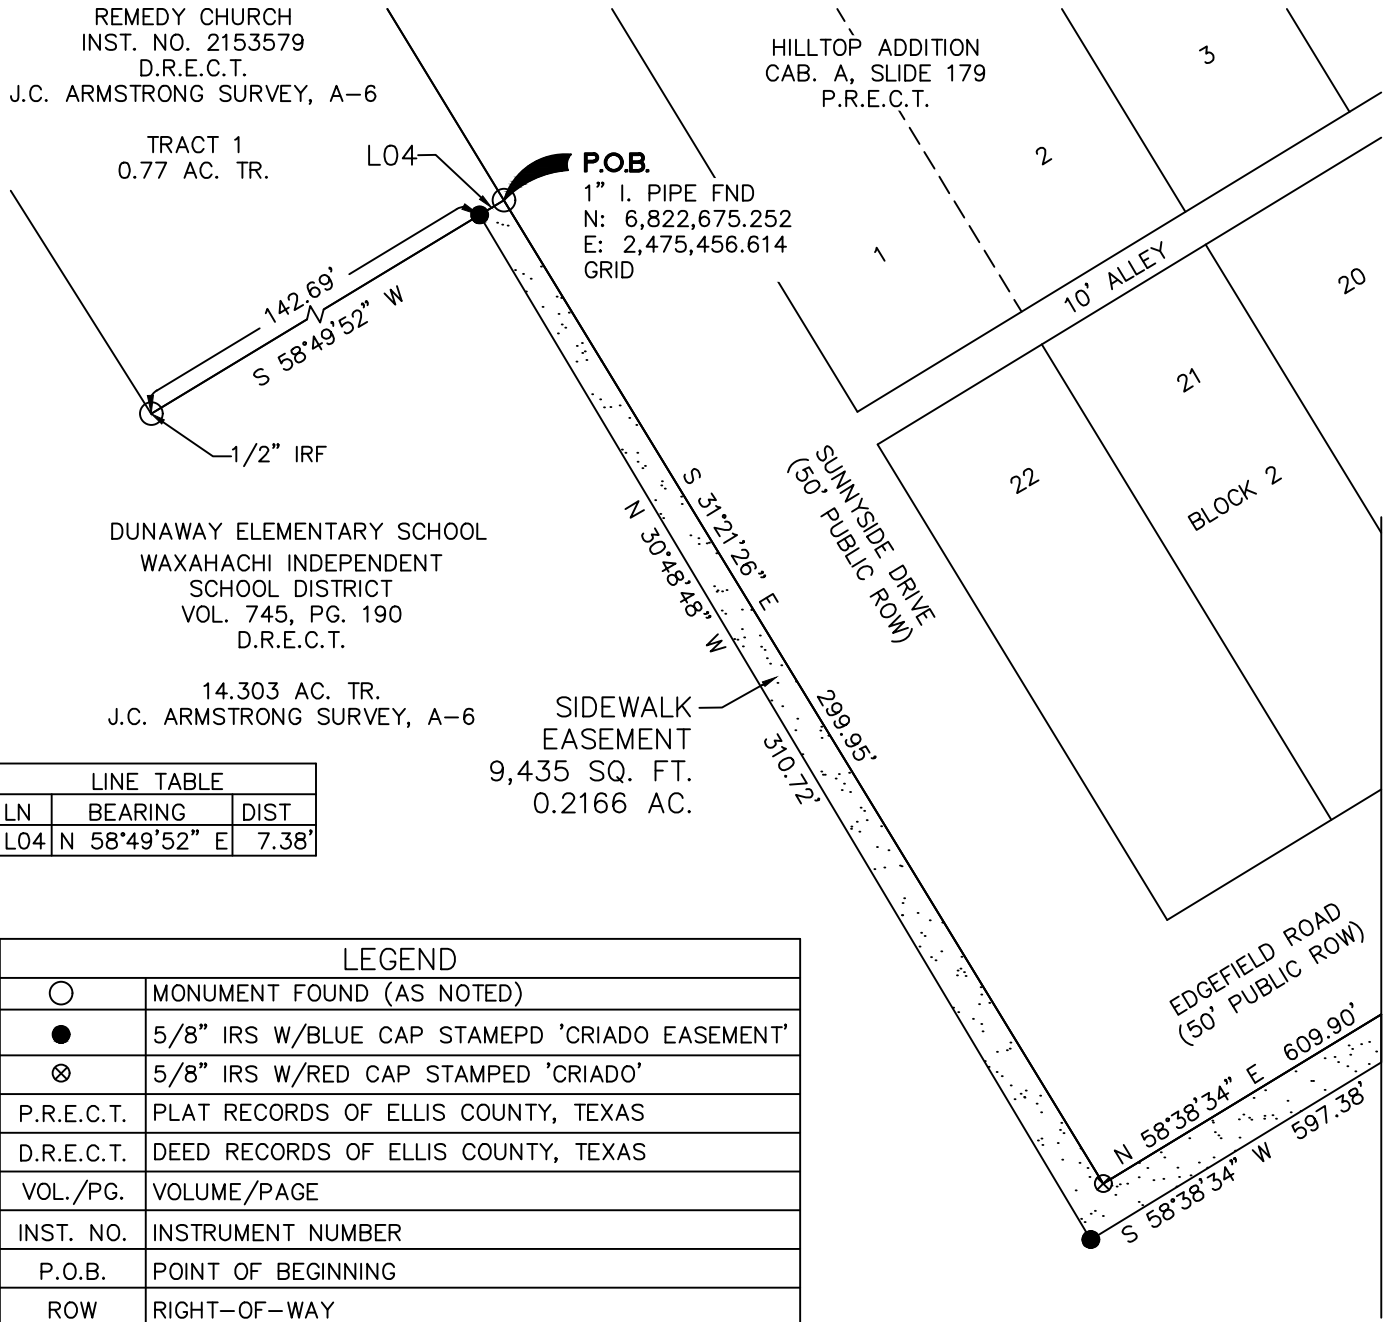 REMEDY CHURCH
INST. NO. 2153579
D.R.E.C.T.
J.C. ARMSTRONG SURVEY, A-6
TRACT 1
0.77 AC. TR.
L04
P.O.B.
1" I. PIPE FND
N: 6,822,675.252
E: 2,475,456.614
GRID
HILLTOP ADDITION
CAB. A, SLIDE 179
P.R.E.C.T.
3
2
1
10' ALLEY
20
21
22
BLOCK 2
142.69'
S 58°49'52" W
1/2" IRF
SUNNYSIDE DRIVE
(50' PUBLIC ROW)
S 31°21'26" E
299.95'
N 30°48'48" W
310.72'
DUNAWAY ELEMENTARY SCHOOL
WAXAHACHI INDEPENDENT
SCHOOL DISTRICT
VOL. 745, PG. 190
D.R.E.C.T.
14.303 AC. TR.
J.C. ARMSTRONG SURVEY, A-6
SIDEWALK
EASEMENT
9,435 SQ. FT.
0.2166 AC.
LINE TABLE
LN BEARING DIST
L04 N 58°49'52" E 7.38'
EDGEFIELD ROAD
(50' PUBLIC ROW)
N 58°38'34" E 609.90'
S 58°38'34" W 597.38'
LEGEND
MONUMENT FOUND (AS NOTED)
5/8" IRS W/BLUE CAP STAMEPD 'CRIADO EASEMENT'
5/8" IRS W/RED CAP STAMPED 'CRIADO'
P.R.E.C.T. PLAT RECORDS OF ELLIS COUNTY, TEXAS
D.R.E.C.T. DEED RECORDS OF ELLIS COUNTY, TEXAS
VOL./PG. VOLUME/PAGE
INST. NO. INSTRUMENT NUMBER
P.O.B. POINT OF BEGINNING
ROW RIGHT-OF-WAY